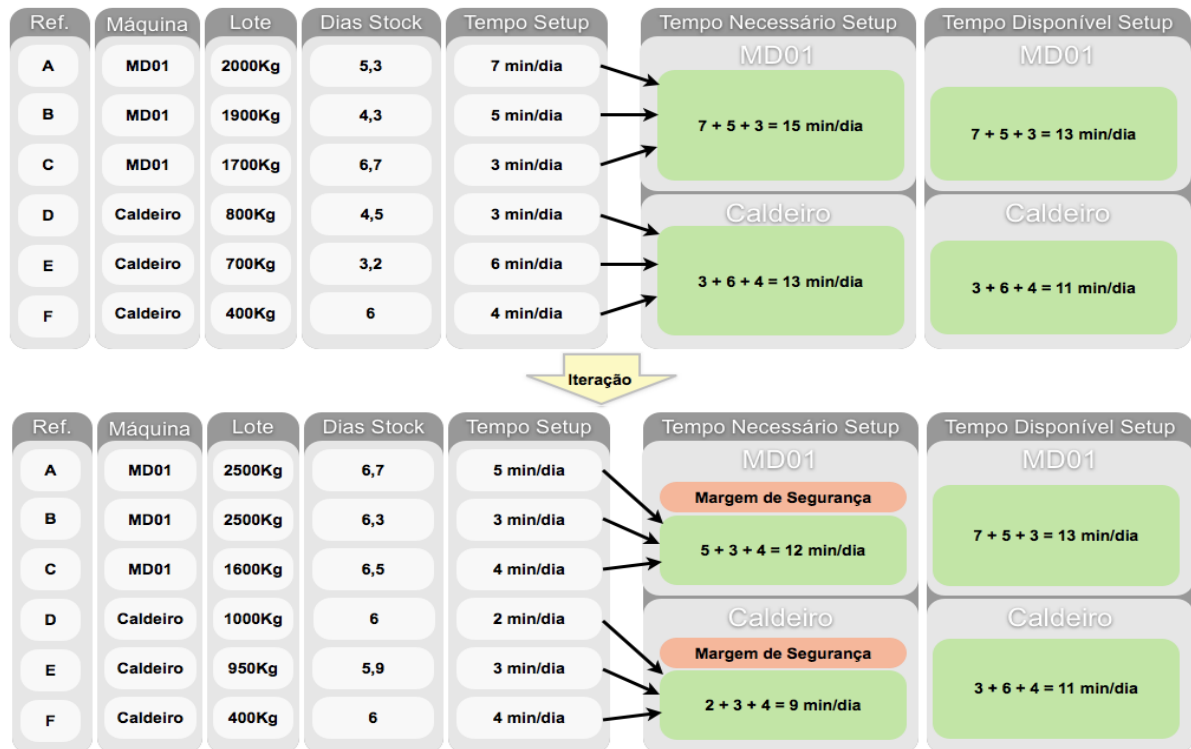 Ref. Máquina Lote Dias Stock Tempo Setup Tempo Necessário Setup Tempo Disponível Setup
MD01 MD01
A MD01 2000Kg 5,3 7 min/dia
B MD01 1900Kg 4,3 5 min/dia
7 + 5 + 3 = 15 min/dia 7 + 5 + 3 = 13 min/dia
C MD01 1700Kg 6,7 3 min/dia
D Caldeiro 800Kg 4,5 3 min/dia
Caldeiro Caldeiro
E Caldeiro 700Kg 3,2 6 min/dia
3 + 6 + 4 = 13 min/dia 3 + 6 + 4 = 11 min/dia
F Caldeiro 400Kg 6 4 min/dia
Iteração
Ref. Máquina Lote Dias Stock Tempo Setup Tempo Necessário Setup Tempo Disponível Setup
MD01 MD01
A MD01 2500Kg 6,7 5 min/dia
Margem de Segurança
B MD01 2500Kg 6,3 3 min/dia
5 + 3 + 4 = 12 min/dia 7 + 5 + 3 = 13 min/dia
C MD01 1600Kg 6,5 4 min/dia
D Caldeiro 1000Kg 6 2 min/dia
Caldeiro Caldeiro
Margem de Segurança
E Caldeiro 950Kg 5,9 3 min/dia
2 + 3 + 4 = 9 min/dia 3 + 6 + 4 = 11 min/dia
F Caldeiro 400Kg 6 4 min/dia